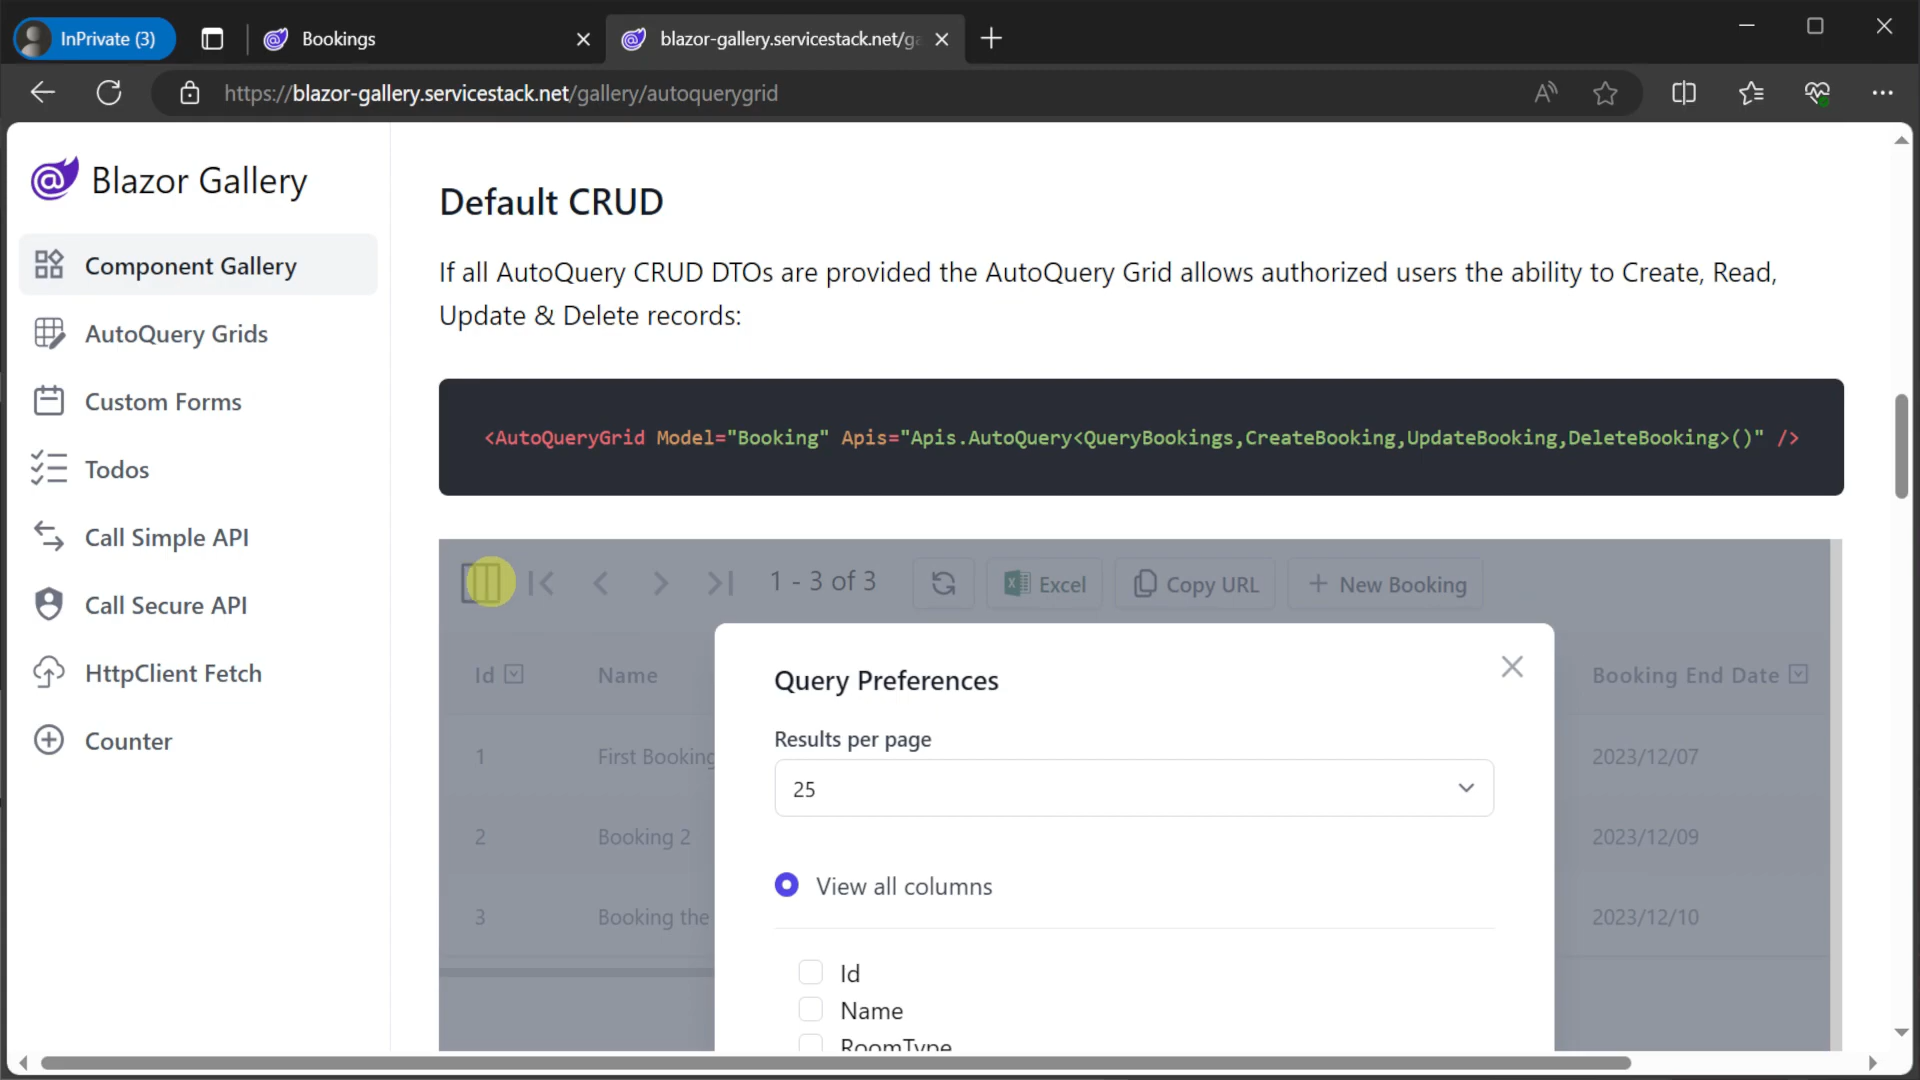 InPrivate (3)
Bookings
blazor-gallery.servicestack.net/ga
https://blazor-gallery.servicestack.net/gallery/autoquerygrid
Blazor Gallery
Component Gallery
AutoQuery Grids
Custom Forms
Todos
Call Simple API
Call Secure API
HttpClient Fetch
Counter
Default CRUD
If all AutoQuery CRUD DTOs are provided the AutoQuery Grid allows authorized users the ability to Create, Read,
Update & Delete records:
<AutoQueryGrid Model="Booking" Apis="Apis.AutoQuery<QueryBookings,CreateBooking,UpdateBooking,DeleteBooking>()" />
1 - 3 of 3
Excel
Copy URL
New Booking
Id Name Booking End Date
1 First Booking 2023/12/07
2 Booking 2 2023/12/09
3 Booking the 2023/12/10
Query Preferences
Results per page
25
View all columns
Id
Name
RoomType